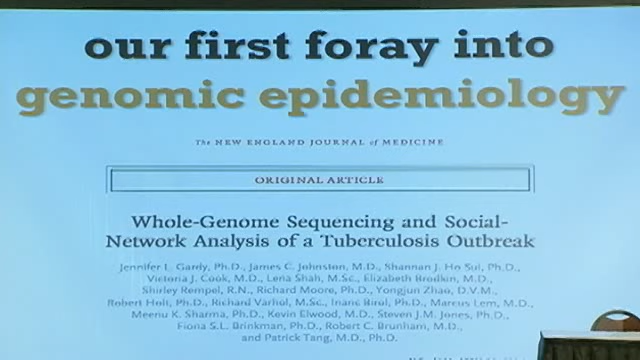 our first foray into
genomic epidemiology
The NEW ENGLAND JOURNAL of MEDICINE
ORIGINAL ARTICLE
Whole-Genome Sequencing and Social-
Network Analysis of a Tuberculosis Outbreak
Jennifer L. Gardy, Ph.D., James C. Johnston, M.D., Shannan J. Ho Sui, Ph.D.,
Victoria J. Cook, M.D., Lena Shah, M.Sc., Elizabeth Brodkin, M.D.,
Shirley Rempel, R.N., Richard Moore, Ph.D., Yongjun Zhao, D.V.M.,
Robert Holt, Ph.D., Richard Varhol, M.Sc., Inanc Birol, Ph.D., Marcus Lem, M.D.,
Meenu K. Sharma, Ph.D., Kevin Elwood, M.D., Steven J.M. Jones, Ph.D.,
Fiona S.L. Brinkman, Ph.D., Robert C. Brunham, M.D.,
and Patrick Tang, M.D., Ph.D.